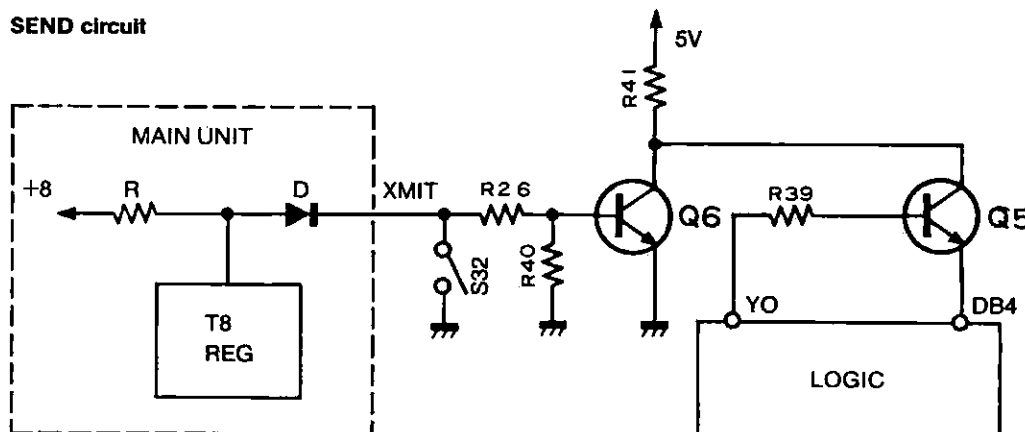 SEND circuit
5V
R41
MAIN UNIT
+8
R
D
XMIT
R26
Q6
R39
Q5
R40
S32
T8
REG
YO
DB4
LOGIC